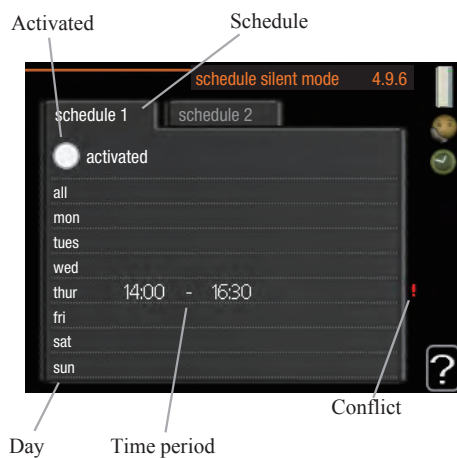 Activated
Schedule
schedule silent mode 4.9.6
schedule 1
schedule 2
activated
all
mon
tues
wed
thur 14:00 - 16:30
!
fri
sat
sun
?
Conflict
Day
Time period